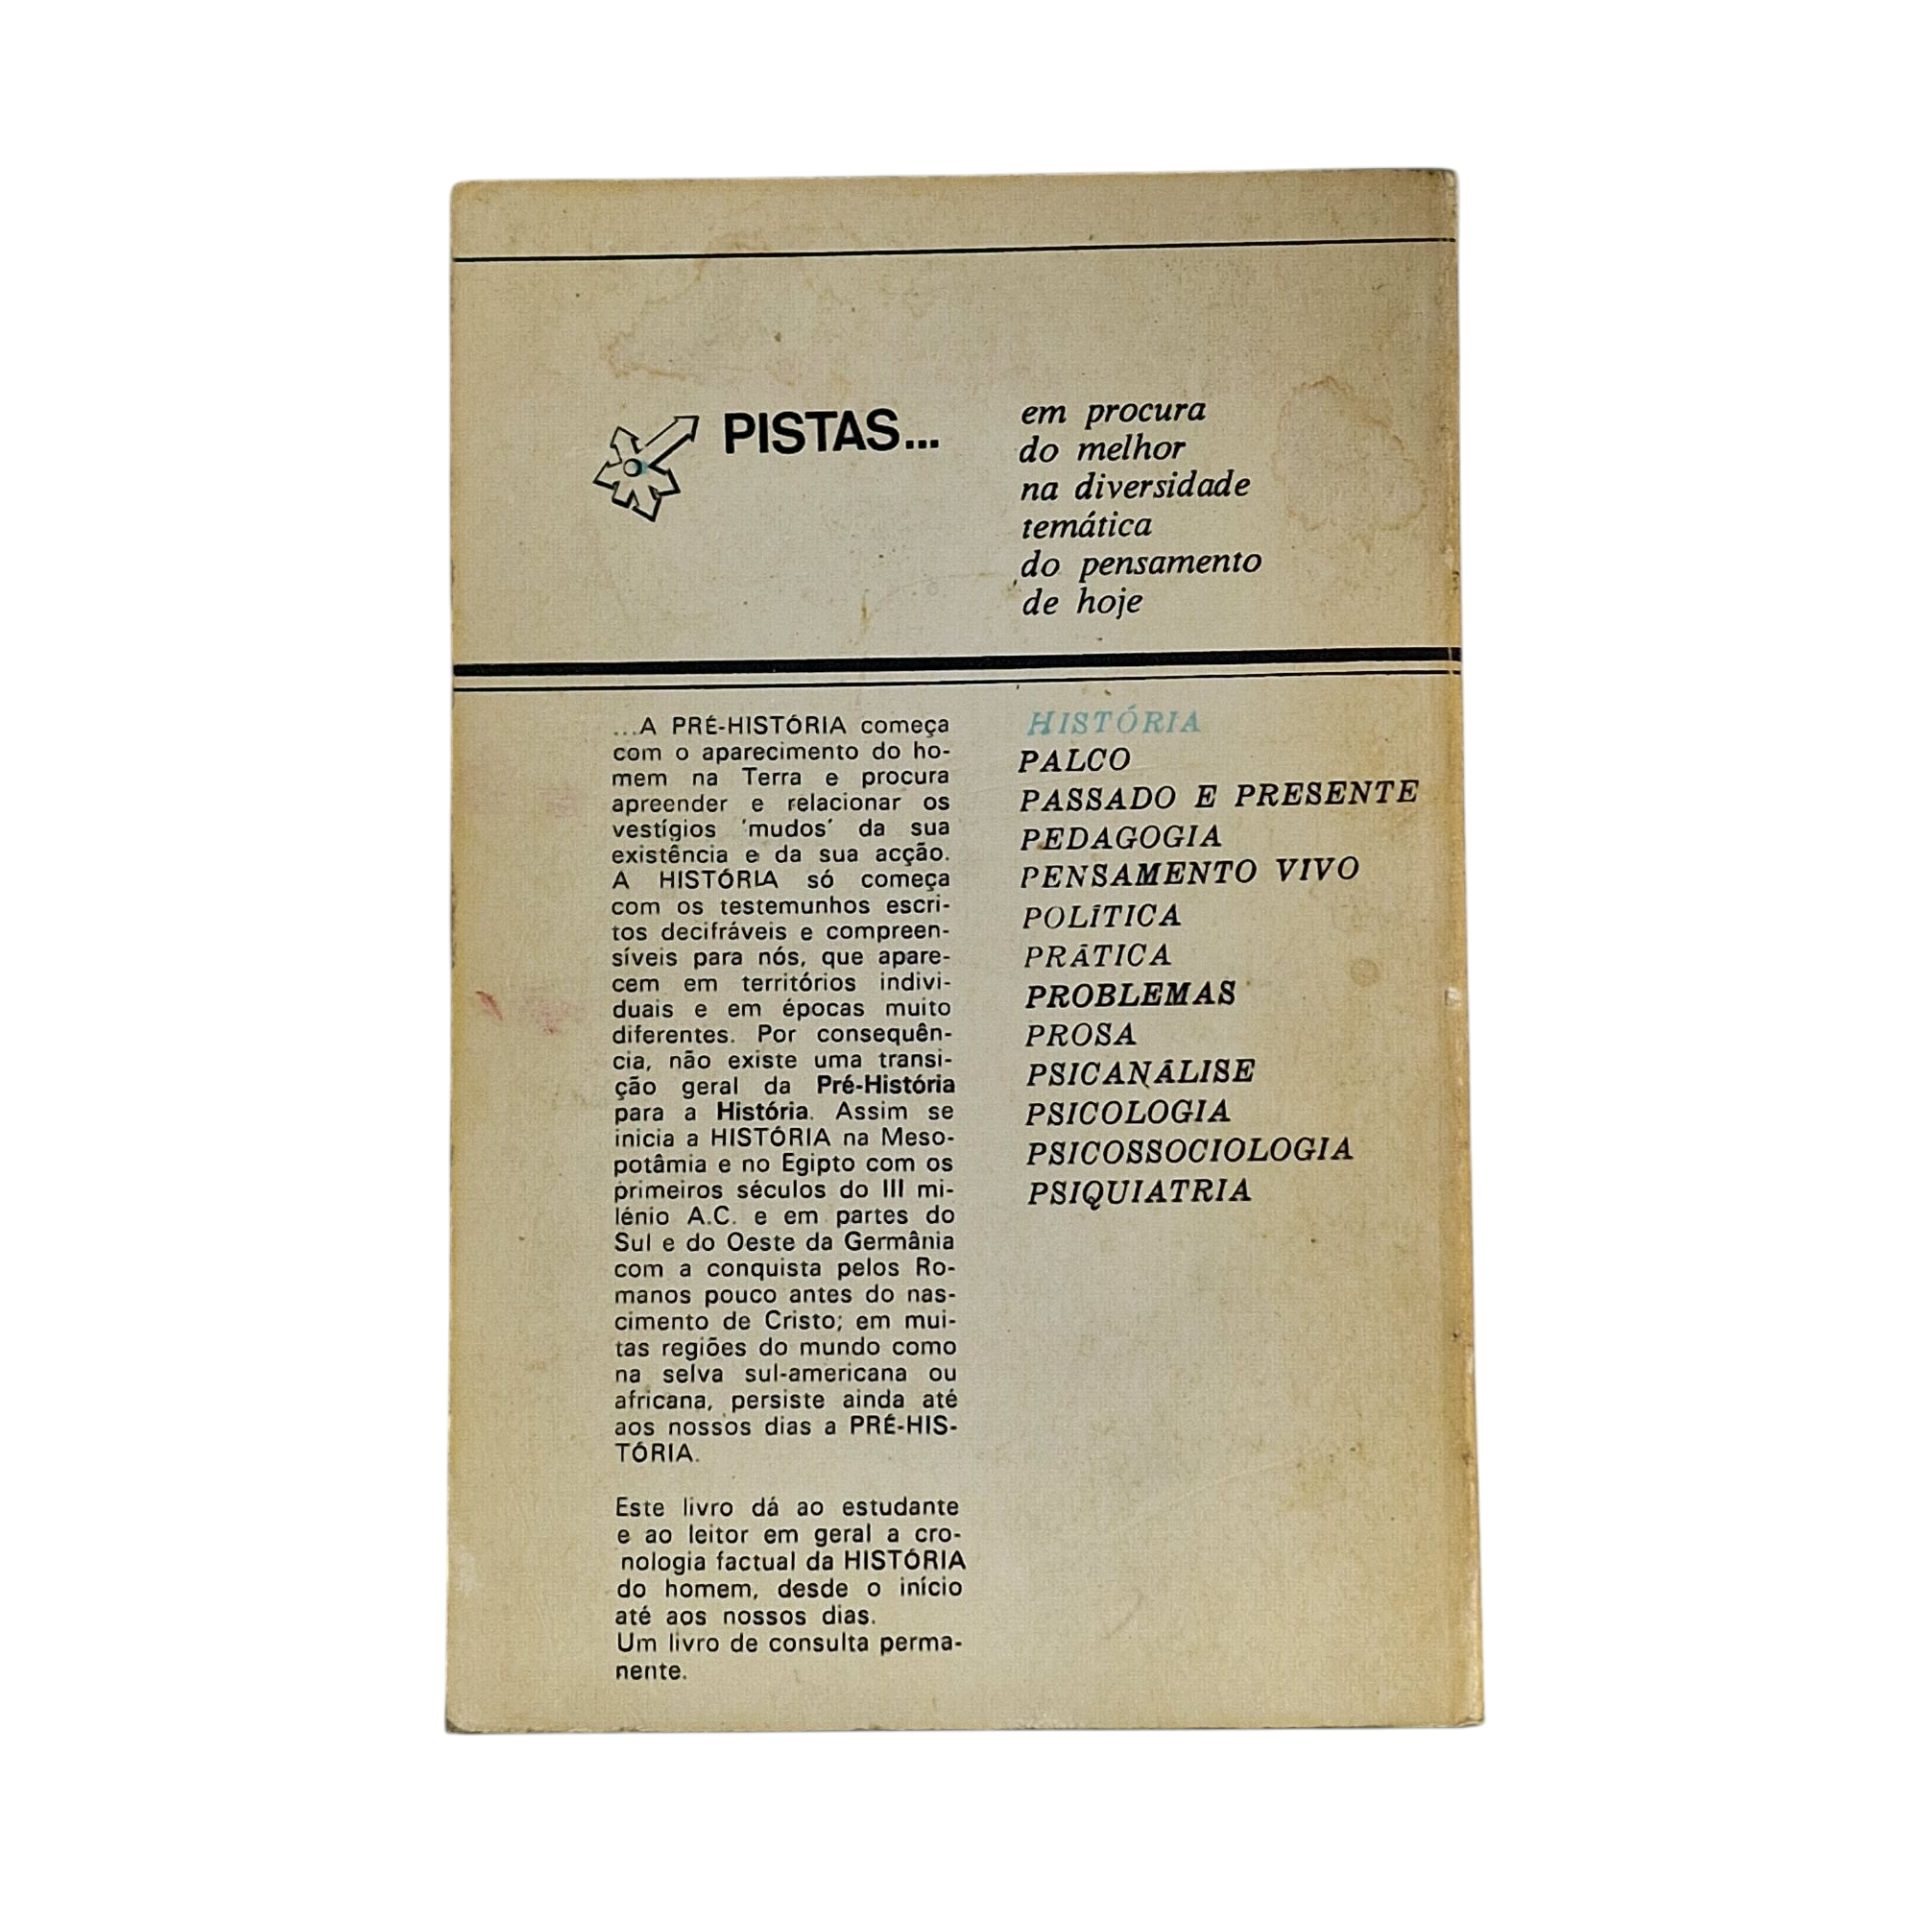 PISTAS...
em procura
do melhor
na diversidade
temática
do pensamento
de hoje
...A PRÉ-HISTÓRIA começa
com o aparecimento do ho-
mem na Terra e procura
apreender e relacionar os
vestígios 'mudos' da sua
existência e da sua acção.
A HISTÓRIA só começa
com os testemunhos escri-
tos decifráveis e compreen-
síveis para nós, que apare-
cem em territórios indivi-
duais e em épocas muito
diferentes. Por consequên-
cia, não existe uma transi-
ção geral da Pré-História
para a História. Assim se
inicia a HISTÓRIA na Meso-
potâmia e no Egipto com os
primeiros séculos do III mi-
lénio A.C. e em partes do
Sul e do Oeste da Germânia
com a conquista pelos Ro-
manos pouco antes do nas-
cimento de Cristo; em mui-
tas regiões do mundo como
na selva sul-americana ou
africana, persiste ainda até
aos nossos dias a PRÉ-HIS-
TÓRIA.
Este livro dá ao estudante
e ao leitor em geral a cro-
nologia factual da HISTÓRIA
do homem, desde o início
até aos nossos dias.
Um livro de consulta perma-
nente.
HISTÓRIA
PALCO
PASSADO E PRESENTE
PEDAGOGIA
PENSAMENTO VIVO
POLÍTICA
PRÁTICA
PROBLEMAS
PROSA
PSICANÁLISE
PSICOLOGIA
PSICOSSOCIOLOGIA
PSIQUIATRIA